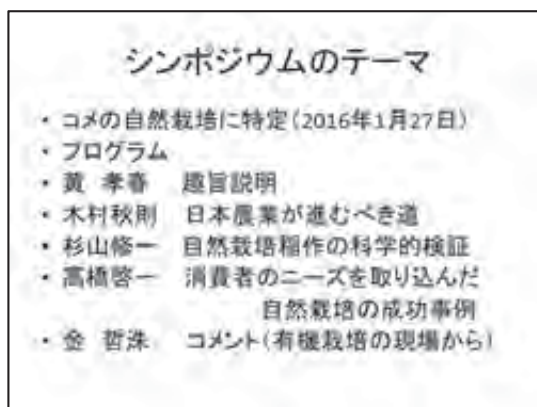 シンポジウムのテーマ
・コメの自然栽培に特定(2016年1月27日)
・プログラム
・黄 孝春 趣旨説明
・木村秋則 日本農業が進むべき道
・杉山修一 自然栽培稲作の科学的検証
・高橋啓一 消費者のニーズを取り込んだ
自然栽培の成功事例
・金 哲洙 コメント(有機栽培の現場から)